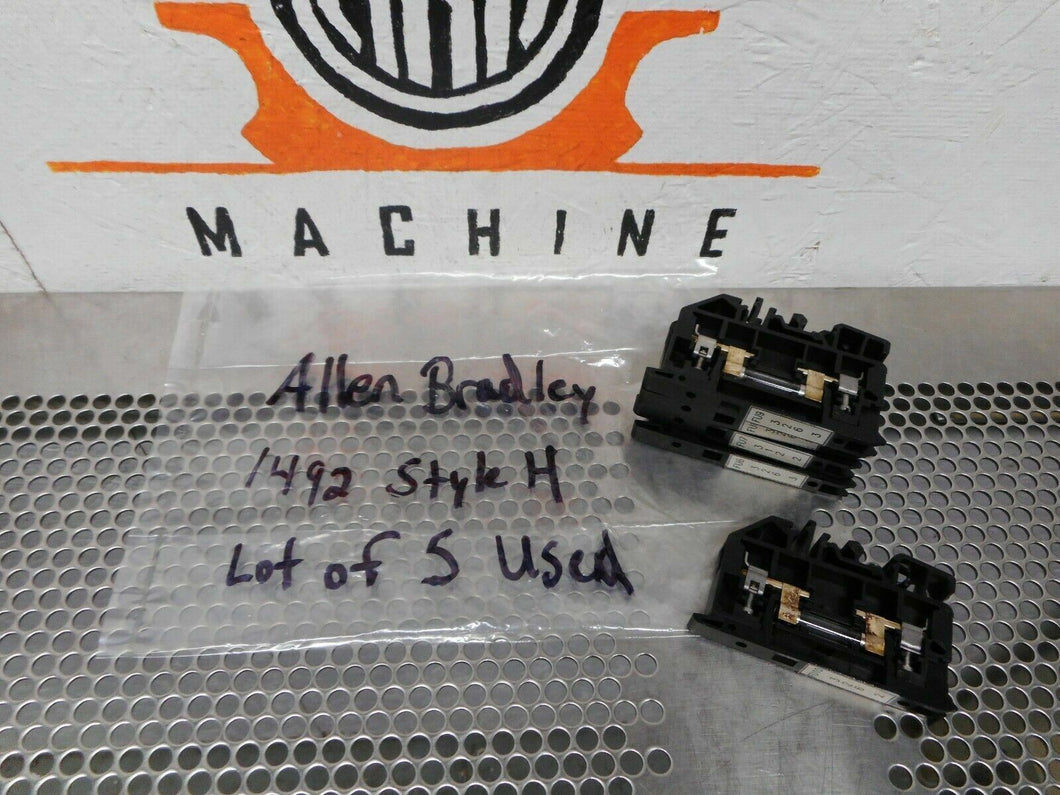 MACHINE
Allen Bradley
1492 Style H
Lot of 5 Used